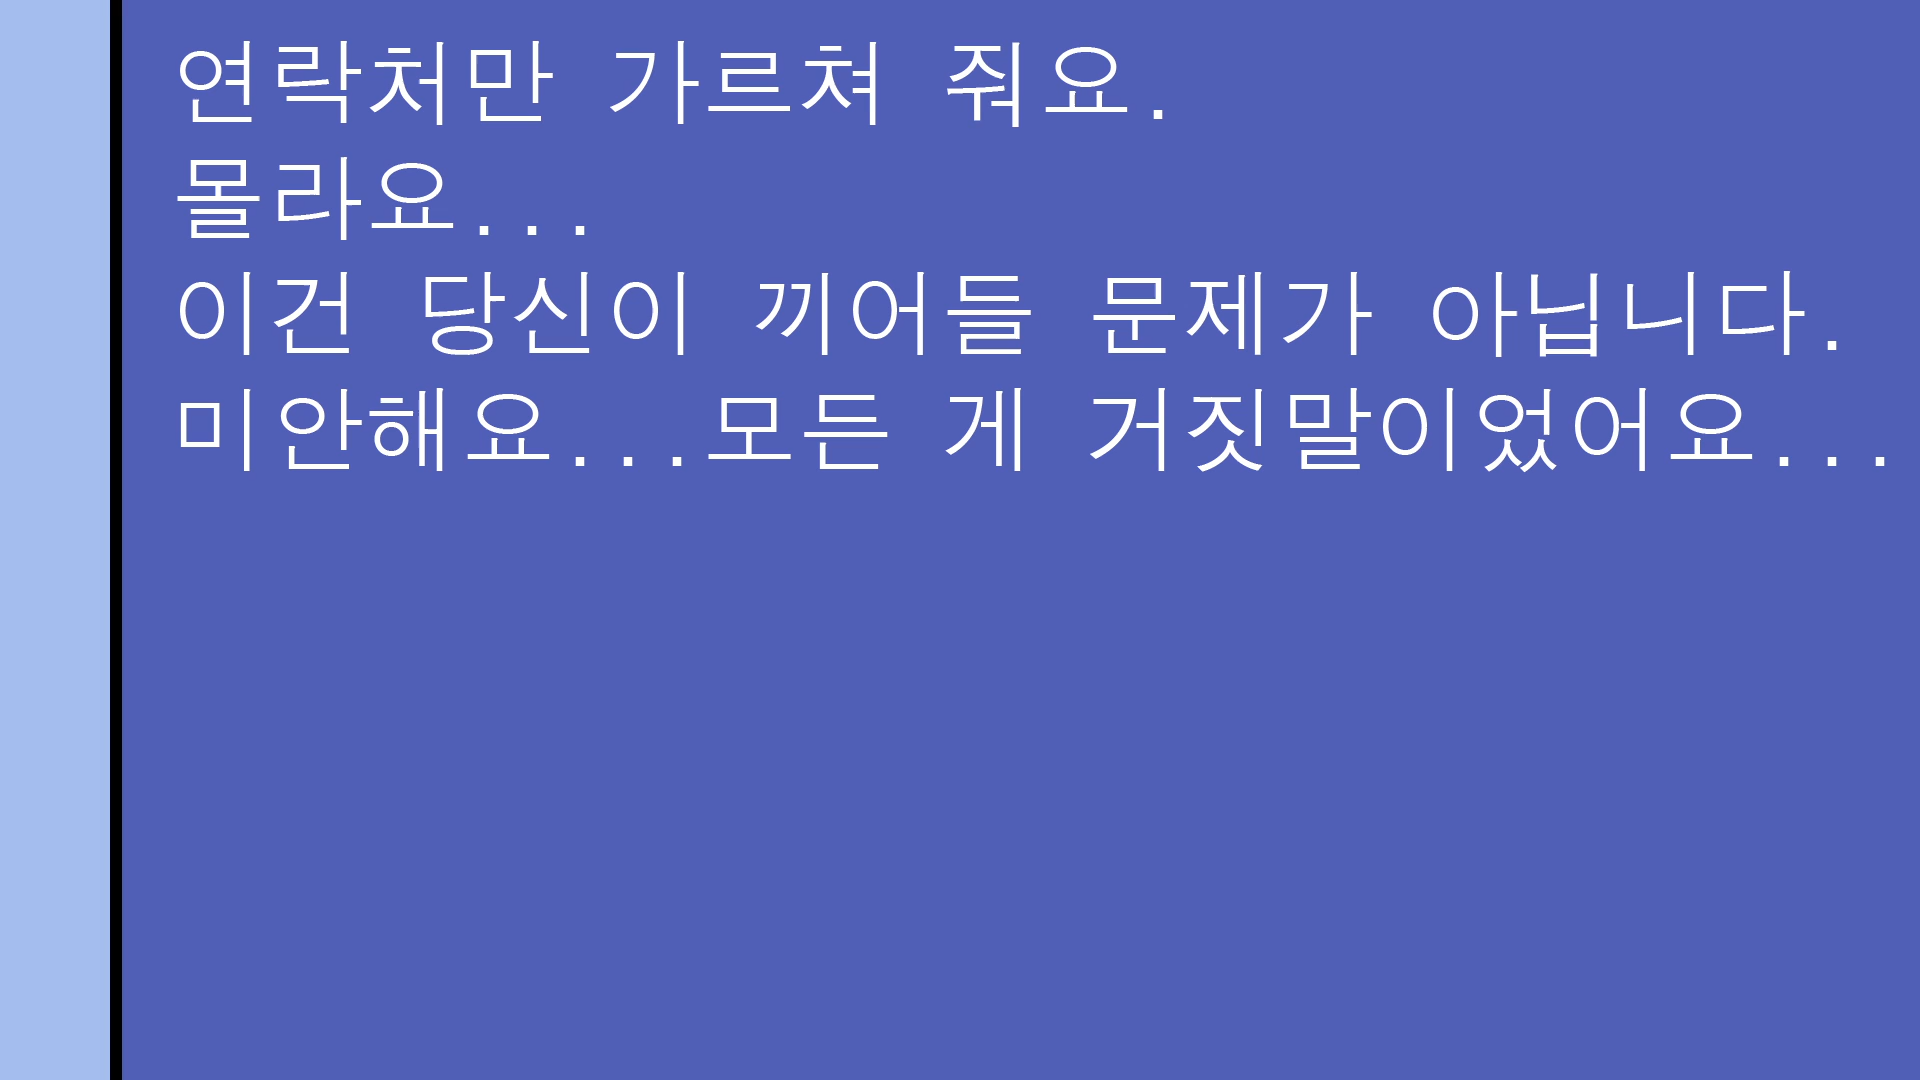 연락처만 가르쳐 줘요.
몰라요...
이건 당신이 끼어들 문제가 아닙니다.
미안해요...모든 게 거짓말이었어요...